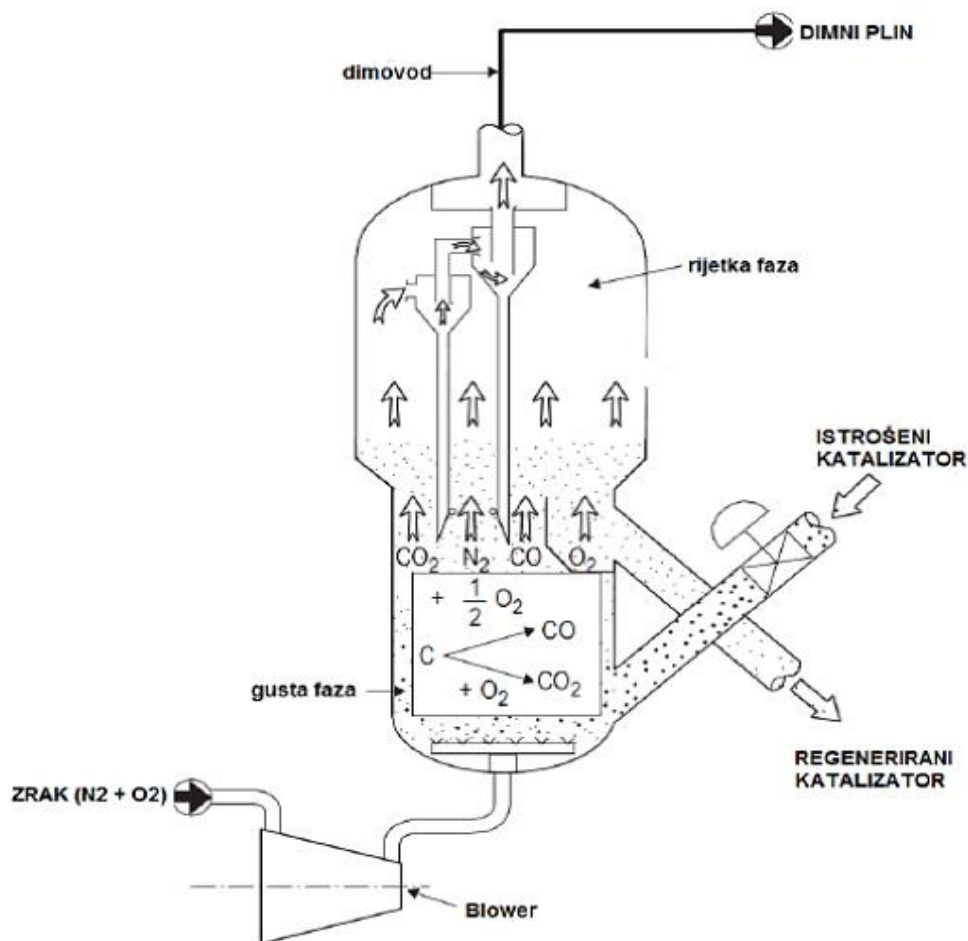 DIMNI PLIN
dimovod
rijetka faza
ISTROŠENI
KATALIZATOR
CO2 N2 CO O2
+ 1/2 O2
CO
C
CO2
+ O2
gusta faza
REGENERIRANI
KATALIZATOR
ZRAK (N2 + O2)
Blower